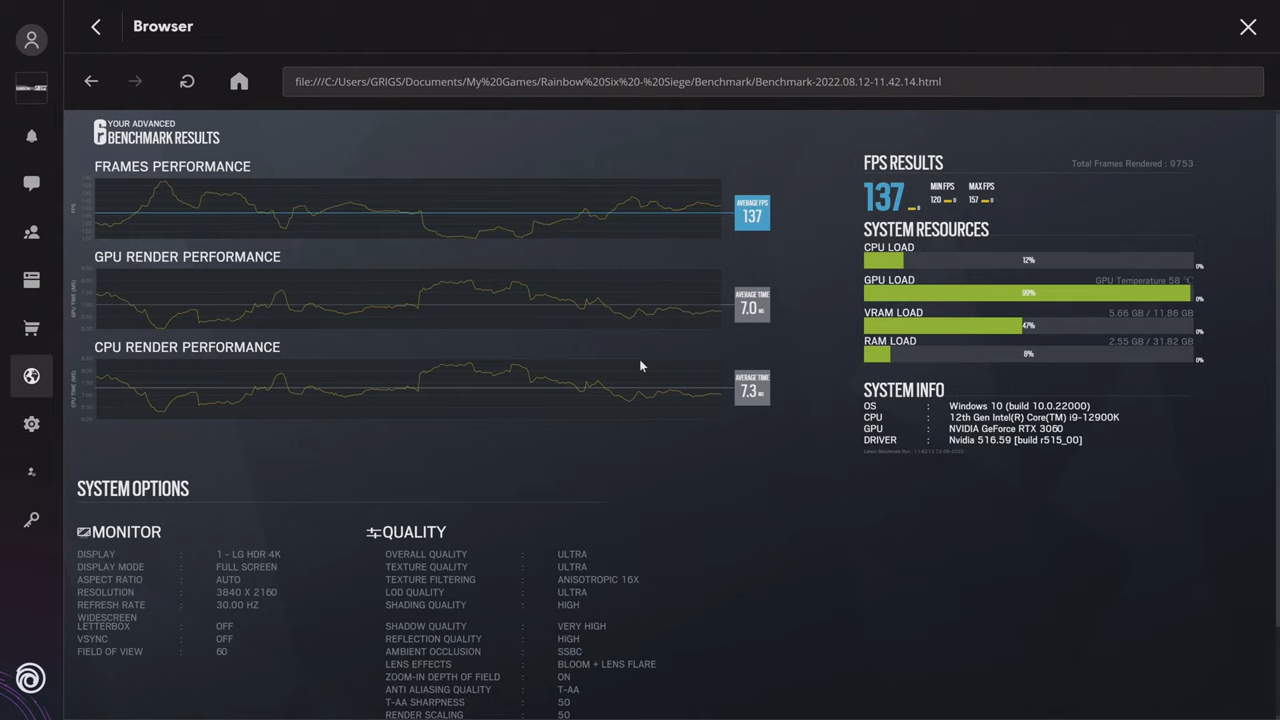 Browser
file:///C:/Users/GRIGS/Documents/My%20Games/Rainbow%20Six%20-%20Siege/Benchmark/Benchmark-2022.08.12-11.42.14.html
YOUR ADVANCED
BENCHMARK RESULTS
FRAMES PERFORMANCE
FPS
AVERAGE FPS
137
GPU RENDER PERFORMANCE
GPU TIME (MS)
AVERAGE TIME
7.0 MS
CPU RENDER PERFORMANCE
CPU TIME (MS)
AVERAGE TIME
7.3 MS
FPS RESULTS
Total Frames Rendered : 9753
137
MIN FPS
MAX FPS
120
157
SYSTEM RESOURCES
CPU LOAD
12%
0%
GPU LOAD
GPU Temperature 58 °C
99%
0%
VRAM LOAD
5.66 GB / 11.86 GB
47%
0%
RAM LOAD
2.55 GB / 31.82 GB
8%
0%
SYSTEM INFO
OS : Windows 10 (build 10.0.22000)
CPU : 12th Gen Intel(R) Core(TM) i9-12900K
GPU : NVIDIA GeForce RTX 3060
DRIVER : Nvidia 516.59 [build r515_00]
SYSTEM OPTIONS
MONITOR
DISPLAY : 1 - LG HDR 4K
DISPLAY MODE : FULL SCREEN
ASPECT RATIO : AUTO
RESOLUTION : 3840 X 2160
REFRESH RATE : 30.00 HZ
WIDESCREEN
LETTERBOX : OFF
VSYNC : OFF
FIELD OF VIEW : 60
QUALITY
OVERALL QUALITY : ULTRA
TEXTURE QUALITY : ULTRA
TEXTURE FILTERING : ANISOTROPIC 16X
LOD QUALITY : ULTRA
SHADING QUALITY : HIGH
SHADOW QUALITY : VERY HIGH
REFLECTION QUALITY : HIGH
AMBIENT OCCLUSION : SSBC
LENS EFFECTS : BLOOM + LENS FLARE
ZOOM-IN DEPTH OF FIELD : ON
ANTI ALIASING QUALITY : T-AA
T-AA SHARPNESS : 50
RENDER SCALING : 50